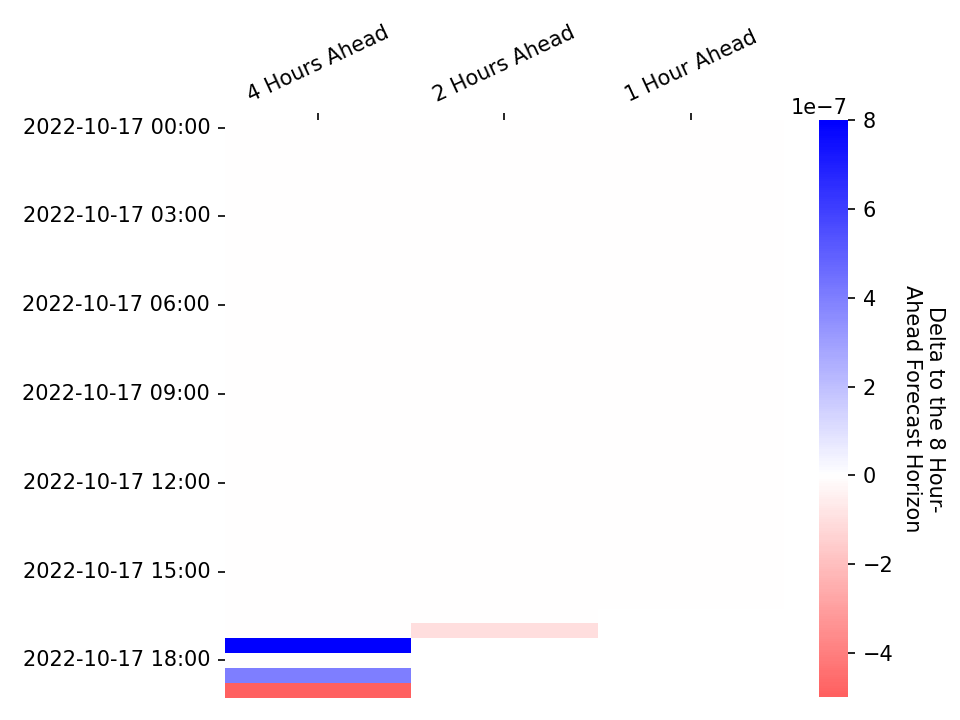 4 Hours Ahead
2 Hours Ahead
1 Hour Ahead
2022-10-17 00:00
2022-10-17 03:00
2022-10-17 06:00
2022-10-17 09:00
2022-10-17 12:00
2022-10-17 15:00
2022-10-17 18:00
1e−7
8
6
4
2
0
−2
−4
Delta to the 8 Hour-
Ahead Forecast Horizon